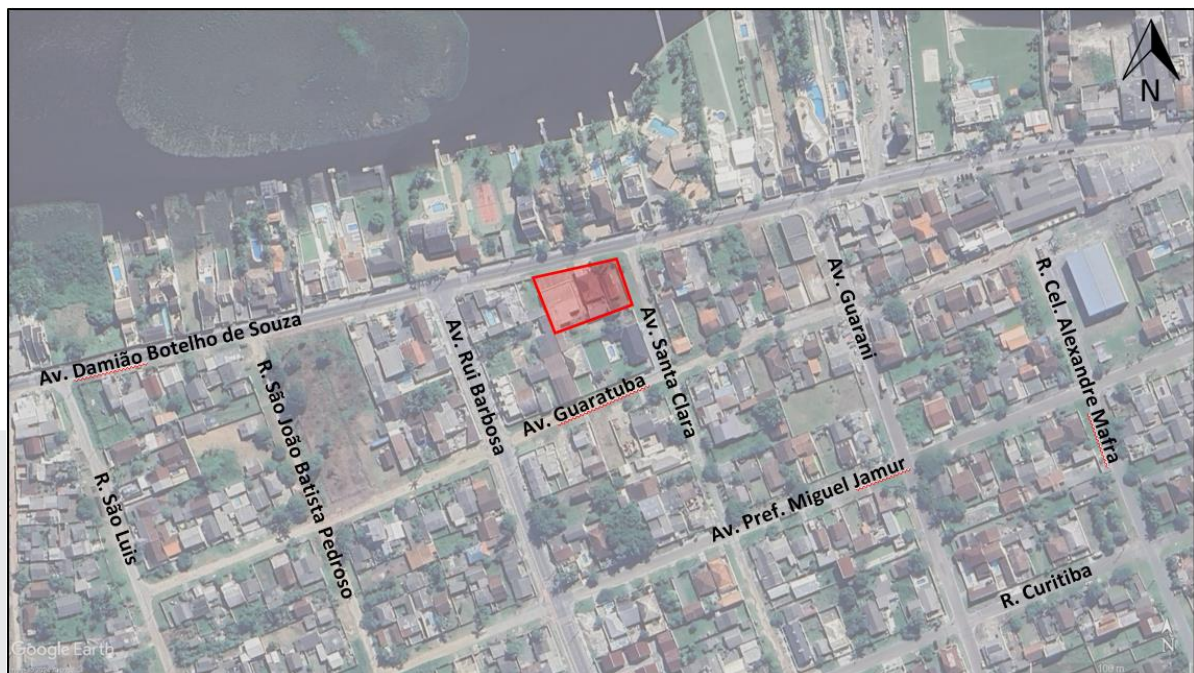 N
Av. Damião Botelho de Souza
R. São João Batista Pedroso
R. São Luis
Av. Rui Barbosa
Av. Guaratuba
Av. Santa Clara
Av. Guarani
R. Cel. Alexandre Mafra
Av. Pref. Miguel Jamur
R. Curitiba
Google Earth
N
109 m